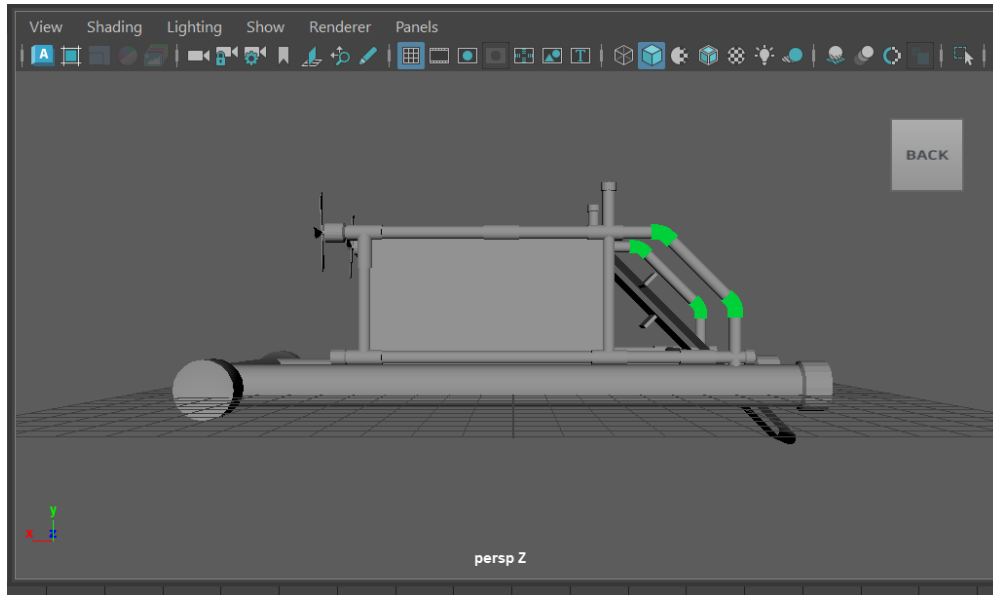 View Shading Lighting Show Renderer Panels
A T
BACK
y
x z
persp Z